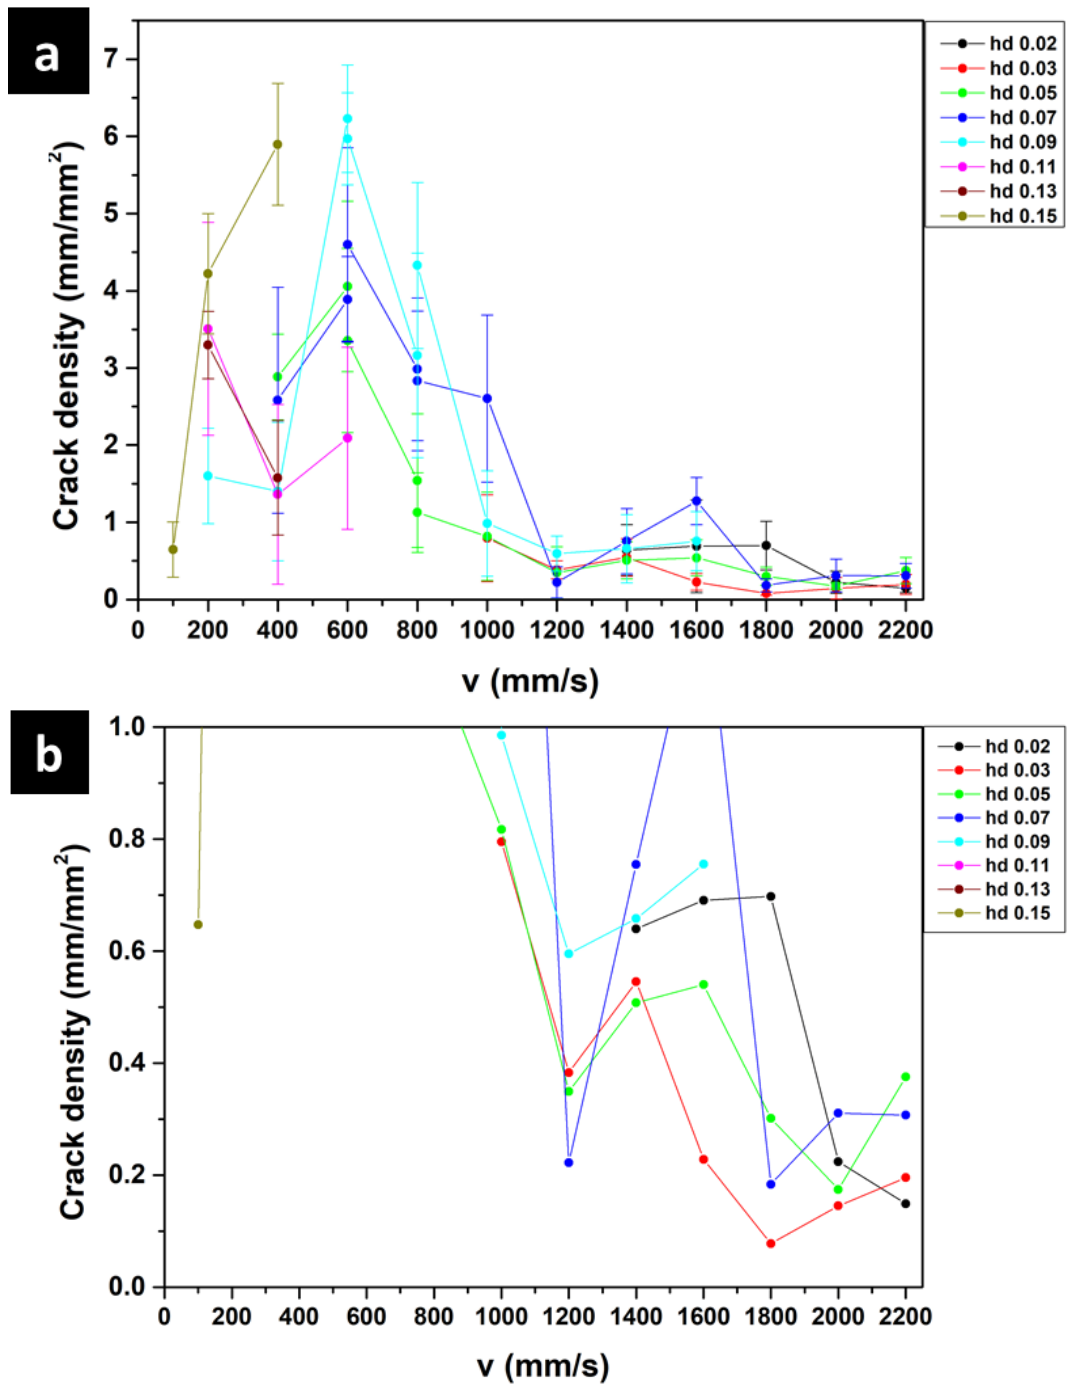 a
7
6
5
4
3
2
1
0
Crack density (mm/mm²)
0 200 400 600 800 1000 1200 1400 1600 1800 2000 2200
v (mm/s)
hd 0.02
hd 0.03
hd 0.05
hd 0.07
hd 0.09
hd 0.11
hd 0.13
hd 0.15
b
1.0
0.8
0.6
0.4
0.2
0.0
Crack density (mm/mm²)
0 200 400 600 800 1000 1200 1400 1600 1800 2000 2200
v (mm/s)
hd 0.02
hd 0.03
hd 0.05
hd 0.07
hd 0.09
hd 0.11
hd 0.13
hd 0.15